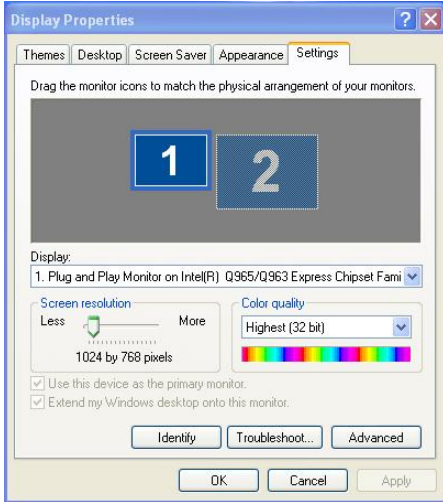 Display Properties
Themes Desktop Screen Saver Appearance Settings
Drag the monitor icons to match the physical arrangement of your monitors.
1 2
Display:
1. Plug and Play Monitor on Intel(R) Q965/Q963 Express Chipset Fami
Screen resolution Color quality
Less More Highest (32 bit)
1024 by 768 pixels
Use this device as the primary monitor.
Extend my Windows desktop onto this monitor.
Identify Troubleshoot... Advanced
OK Cancel Apply